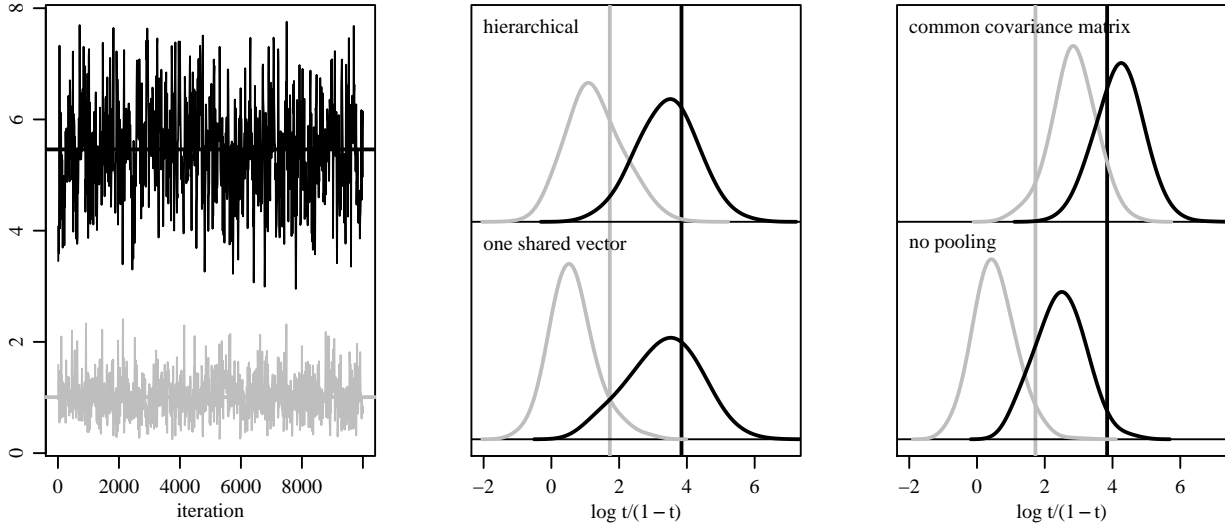 8
6
4
2
0
0 2000 4000 6000 8000
iteration
hierarchical
one shared vector
−2 0 2 4 6
log t/(1 − t)
common covariance matrix
no pooling
−2 0 2 4 6
log t/(1 − t)